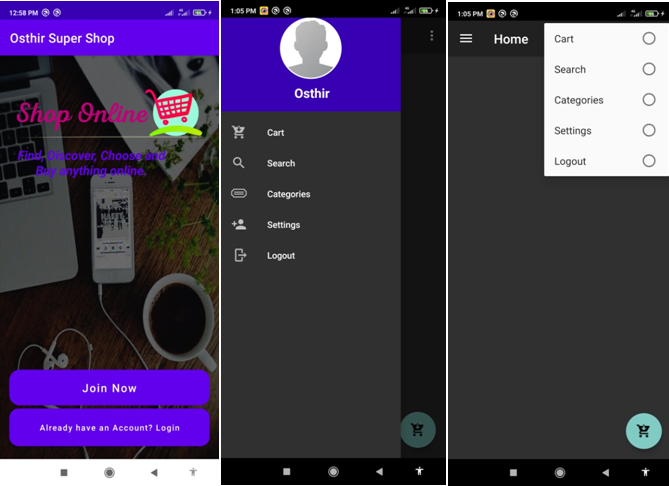 12:58 PM
Osthir Super Shop
Shop Online
Find, Discover, Choose and
Buy anything online.
Join Now
Already have an Account? Login
1:05 PM
Osthir
Cart
Search
Categories
Settings
Logout
1:05 PM
Home
Cart
Search
Categories
Settings
Logout